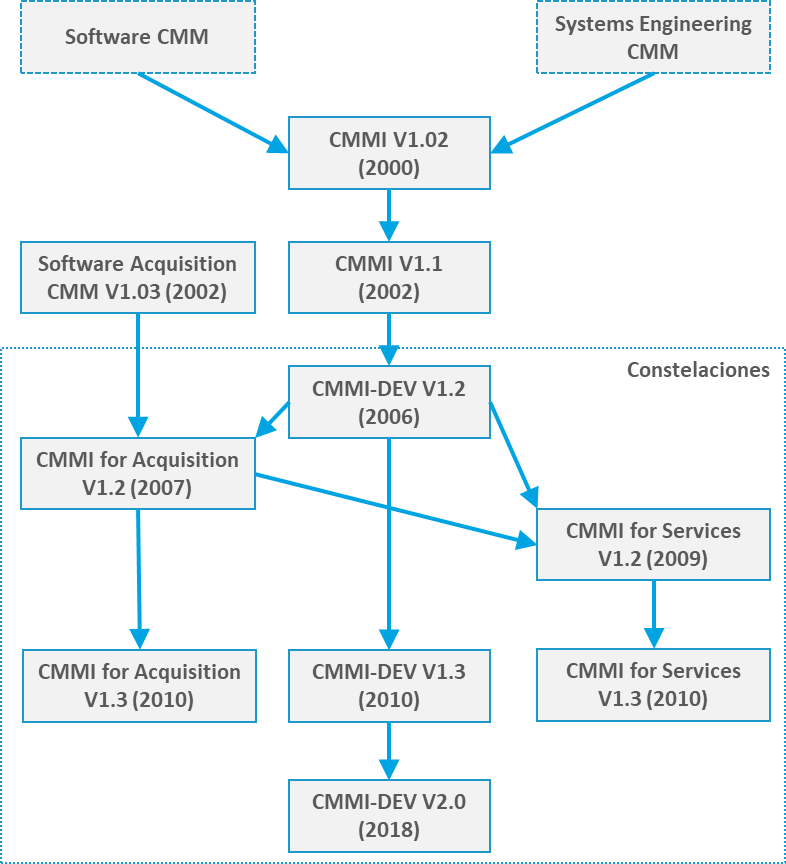 Software CMM
Systems Engineering
CMM
CMMI V1.02
(2000)
Software Acquisition
CMM V1.03 (2002)
CMMI V1.1
(2002)
Constelaciones
CMMI-DEV V1.2
(2006)
CMMI for Acquisition
V1.2 (2007)
CMMI for Services
V1.2 (2009)
CMMI for Acquisition
V1.3 (2010)
CMMI-DEV V1.3
(2010)
CMMI for Services
V1.3 (2010)
CMMI-DEV V2.0
(2018)